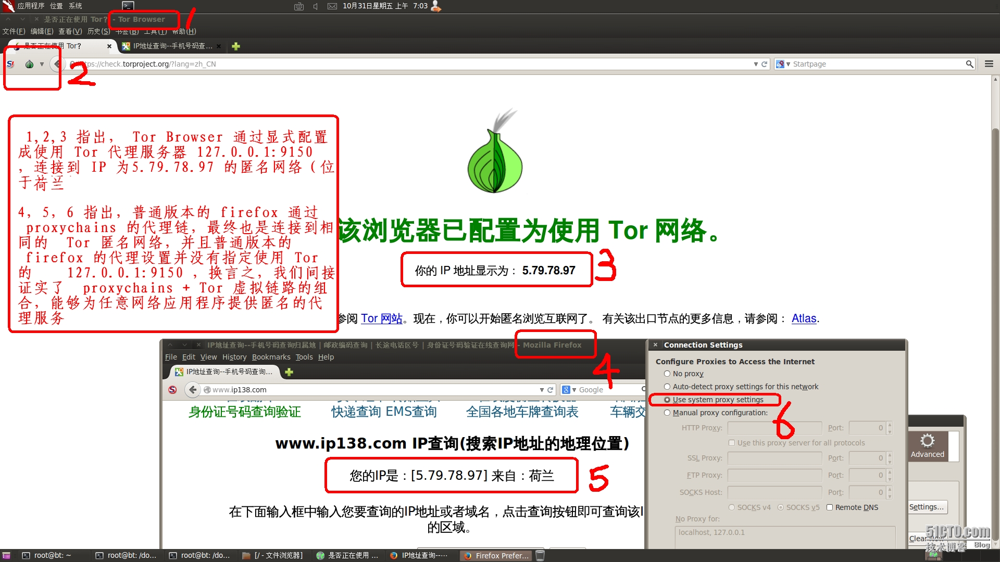 应用程序 位置 系统
10月31日星期五 上午 7:03
是否正在使用 Tor? - Tor Browser
1
文件(F) 编辑(E) 查看(V) 历史(S) 书签(B) 工具(T) 帮助(H)
是否正在使用 Tor?
IP地址查询--手机号码查...
https://check.torproject.org/?lang=zh_CN
Startpage
2
1,2,3 指出， Tor Browser 通过显式配置
成使用 Tor 代理服务器 127.0.0.1:9150
，连接到 IP 为5.79.78.97 的匿名网络（位
于荷兰
4, 5, 6 指出，普通版本的 firefox 通过
proxychains 的代理链，最终也是连接到相
同的 Tor 匿名网络，并且普通版本的
firefox 的代理设置并没有指定使用 Tor
的 127.0.0.1:9150 ，换言之，我们间接
证实了 proxychains + Tor 虚拟链路的组
合，能够为任意网络应用程序提供匿名的代
理服务
该浏览器已配置为使用 Tor 网络。
你的 IP 地址显示为： 5.79.78.97
3
参阅 Tor 网站。现在，你可以开始匿名浏览互联网了。 有关该出口节点的更多信息，请参阅： Atlas.
IP地址查询--手机号码查询归属地 | 邮政编码查询 | 长途电话区号 | 身份证号码验证在线查询网 - Mozilla Firefox
4
File Edit View History Bookmarks Tools Help
IP地址查询--手机号码查询...
www.ip138.com
Google
身份证号码查询验证 快递查询 EMS查询 全国各地车牌查询表 车辆交
www.ip138.com IP查询(搜索IP地址的地理位置)
您的IP是：[5.79.78.97] 来自：荷兰
5
在下面输入框中输入您要查询的IP地址或者域名，点击查询按钮即可查询该I
的区域。
Connection Settings
Configure Proxies to Access the Internet
No proxy
Auto-detect proxy settings for this network
Use system proxy settings
6
Manual proxy configuration:
HTTP Proxy: Port: 0
Use this proxy server for all protocols
SSL Proxy: Port: 0
FTP Proxy: Port: 0
SOCKS Host: Port: 0
SOCKS v4 SOCKS v5 Remote DNS
No Proxy for:
localhost, 127.0.0.1
Advanced
Settings...
Clear Now
51CTO.com
技术博客 Blog
root@bt: ~
root@bt: /do...
root@bt: /do...
[/ - 文件浏览器]
是否正在使用 ...
IP地址查询--...
Firefox Prefer...